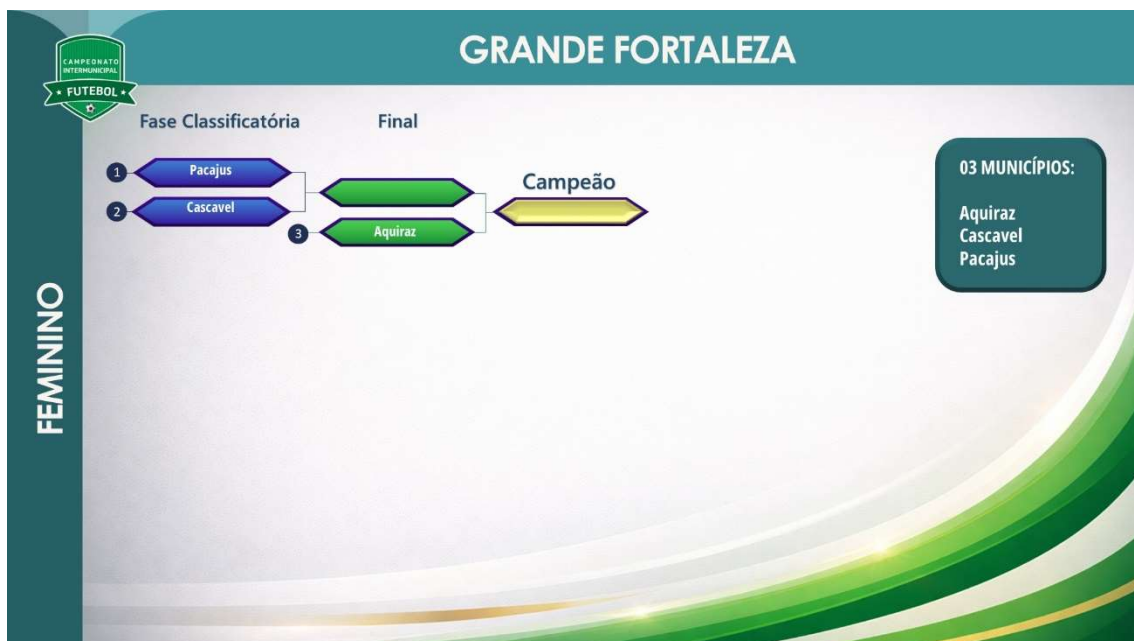 GRANDE FORTALEZA
CAMPEONATO
INTERMUNICIPAL
FUTEBOL
FEMININO
Fase Classificatória
Final
1
Pacajus
2
Cascavel
3
Aquiraz
Campeão
03 MUNICÍPIOS:
Aquiraz
Cascavel
Pacajus